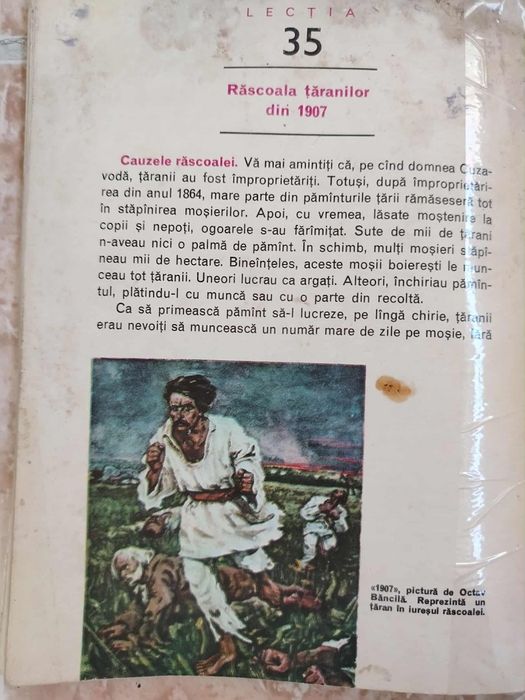 LECȚIA
35
Răscoala țăranilor
din 1907
Cauzele răscoalei. Vă mai amintiți că, pe cînd domnea Cuza-
vodă, țăranii au fost împroprietăriți. Totuși, după împroprietări-
rea din anul 1864, mare parte din pămînturile țării rămăseseră tot
în stăpînirea moșierilor. Apoi, cu vremea, lăsate moștenire la
copii și nepoți, ogoarele s-au fărîmițat. Sute de mii de țărani
n-aveau nici o palmă de pămînt. În schimb, mulți moșieri stăpî-
neau mii de hectare. Bineînțeles, aceste moșii boierești le mun-
ceau tot țăranii. Uneori lucrau ca argați. Alteori, închiriau pămîn-
tul, plătindu-l cu muncă sau cu o parte din recoltă.
Ca să primească pămînt să-l lucreze, pe lîngă chirie, țăranii
erau nevoiți să muncească un număr mare de zile pe moșie, fără
«1907», pictură de Octav
Băncilă. Reprezintă un
țăran în iureșul răscoalei.